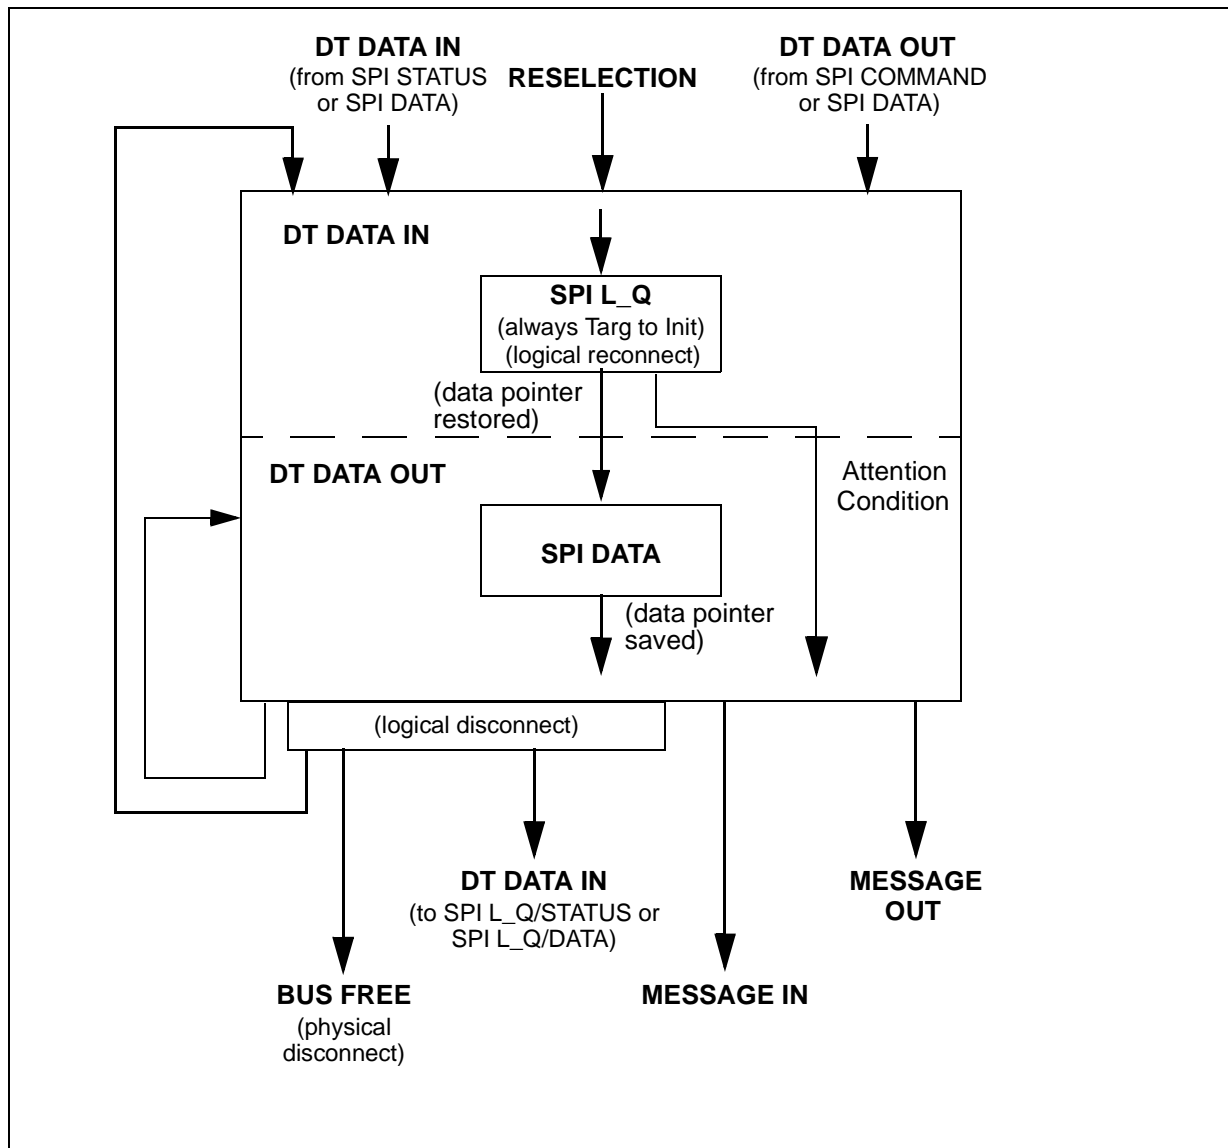 DT DATA IN
(from SPI STATUS
or SPI DATA)
RESELECTION
DT DATA OUT
(from SPI COMMAND
or SPI DATA)
DT DATA IN
SPI L_Q
(always Targ to Init)
(logical reconnect)
(data pointer
restored)
DT DATA OUT
Attention
Condition
SPI DATA
(data pointer
saved)
(logical disconnect)
DT DATA IN
(to SPI L_Q/STATUS or
SPI L_Q/DATA)
MESSAGE
OUT
BUS FREE
(physical
disconnect)
MESSAGE IN